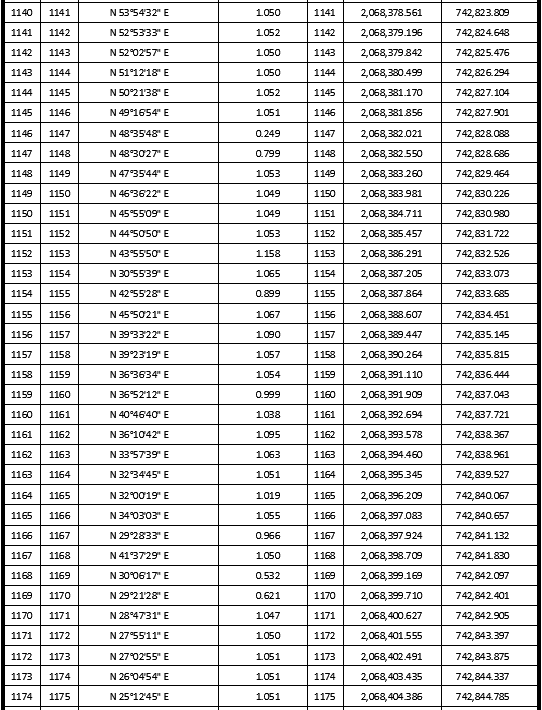 1140 1141 N 53°54'32" E 1.050 1141 2,068,378.561 742,823.809
1141 1142 N 52°53'33" E 1.052 1142 2,068,379.196 742,824.648
1142 1143 N 52°02'57" E 1.050 1143 2,068,379.842 742,825.476
1143 1144 N 51°12'18" E 1.050 1144 2,068,380.499 742,826.294
1144 1145 N 50°21'38" E 1.052 1145 2,068,381.170 742,827.104
1145 1146 N 49°16'54" E 1.051 1146 2,068,381.856 742,827.901
1146 1147 N 48°35'48" E 0.249 1147 2,068,382.021 742,828.088
1147 1148 N 48°30'27" E 0.799 1148 2,068,382.550 742,828.686
1148 1149 N 47°35'44" E 1.053 1149 2,068,383.260 742,829.464
1149 1150 N 46°36'22" E 1.049 1150 2,068,383.981 742,830.226
1150 1151 N 45°55'09" E 1.049 1151 2,068,384.711 742,830.980
1151 1152 N 44°50'50" E 1.053 1152 2,068,385.457 742,831.722
1152 1153 N 43°55'50" E 1.158 1153 2,068,386.291 742,832.526
1153 1154 N 30°55'39" E 1.065 1154 2,068,387.205 742,833.073
1154 1155 N 42°55'28" E 0.899 1155 2,068,387.864 742,833.685
1155 1156 N 45°50'21" E 1.067 1156 2,068,388.607 742,834.451
1156 1157 N 39°33'22" E 1.090 1157 2,068,389.447 742,835.145
1157 1158 N 39°23'19" E 1.057 1158 2,068,390.264 742,835.815
1158 1159 N 36°36'34" E 1.054 1159 2,068,391.110 742,836.444
1159 1160 N 36°52'12" E 0.999 1160 2,068,391.909 742,837.043
1160 1161 N 40°46'40" E 1.038 1161 2,068,392.694 742,837.721
1161 1162 N 36°10'42" E 1.095 1162 2,068,393.578 742,838.367
1162 1163 N 33°57'39" E 1.063 1163 2,068,394.460 742,838.961
1163 1164 N 32°34'45" E 1.051 1164 2,068,395.345 742,839.527
1164 1165 N 32°00'19" E 1.019 1165 2,068,396.209 742,840.067
1165 1166 N 34°03'03" E 1.055 1166 2,068,397.083 742,840.657
1166 1167 N 29°28'33" E 0.966 1167 2,068,397.924 742,841.132
1167 1168 N 41°37'29" E 1.050 1168 2,068,398.709 742,841.830
1168 1169 N 30°06'17" E 0.532 1169 2,068,399.169 742,842.097
1169 1170 N 29°21'28" E 0.621 1170 2,068,399.710 742,842.401
1170 1171 N 28°47'31" E 1.047 1171 2,068,400.627 742,842.905
1171 1172 N 27°55'11" E 1.050 1172 2,068,401.555 742,843.397
1172 1173 N 27°02'55" E 1.051 1173 2,068,402.491 742,843.875
1173 1174 N 26°04'54" E 1.051 1174 2,068,403.435 742,844.337
1174 1175 N 25°12'45" E 1.051 1175 2,068,404.386 742,844.785